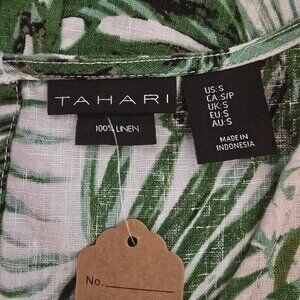 TAHARI
100% LINEN
US:S
CA:S/P
UK:S
EU:S
AU:S
MADE IN
INDONESIA
No.